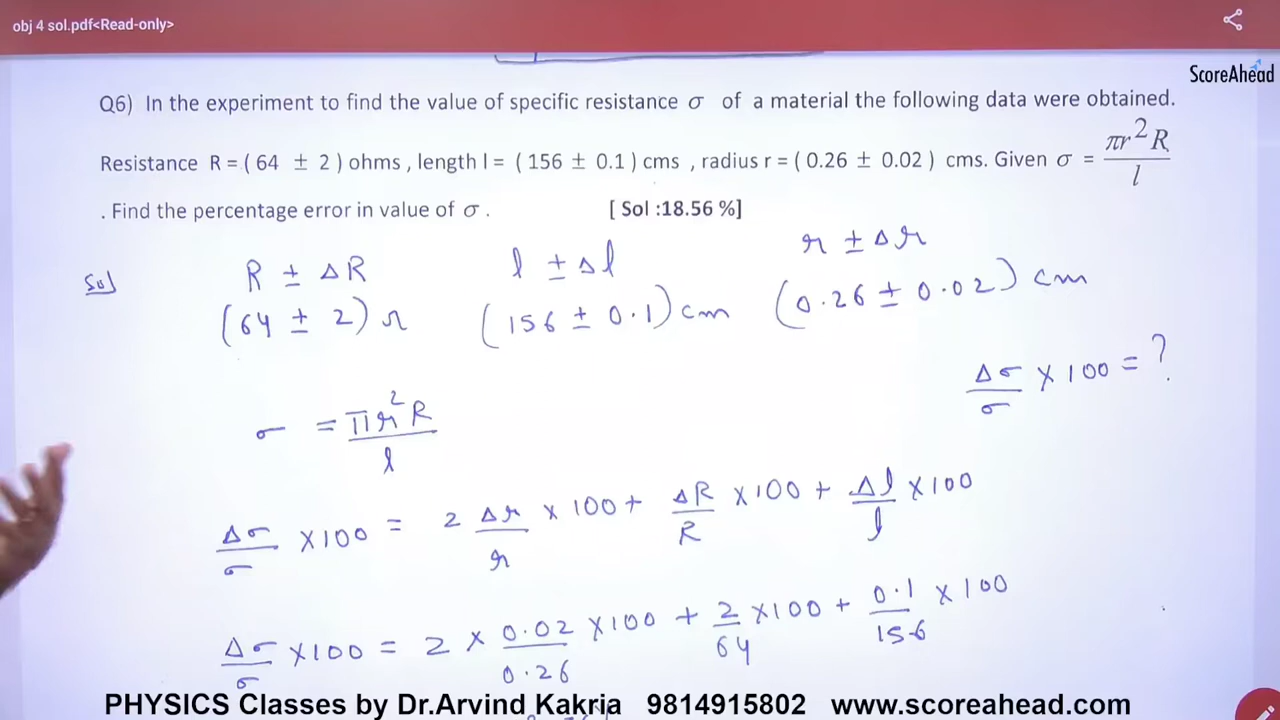 obj 4 sol.pdf<Read-only>
ScoreAhead
Q6) In the experiment to find the value of specific resistance σ of a material the following data were obtained.
Resistance R = ( 64 ± 2 ) ohms , length l = ( 156 ± 0.1 ) cms , radius r = ( 0.26 ± 0.02 ) cms. Given σ = πr²R / l
. Find the percentage error in value of σ . [ Sol :18.56 %]
Sol R ± ΔR l ± Δl r ± Δr
(64 ± 2) Ω (156 ± 0.1) cm (0.26 ± 0.02) cm
Δσ/σ × 100 = ?
σ = πr²R / l
Δσ/σ × 100 = 2 Δr/r × 100 + ΔR/R × 100 + Δl/l × 100
Δσ/σ × 100 = 2 × 0.02/0.26 × 100 + 2/64 × 100 + 0.1/156 × 100
PHYSICS Classes by Dr.Arvind Kakria 9814915802 www.scoreahead.com